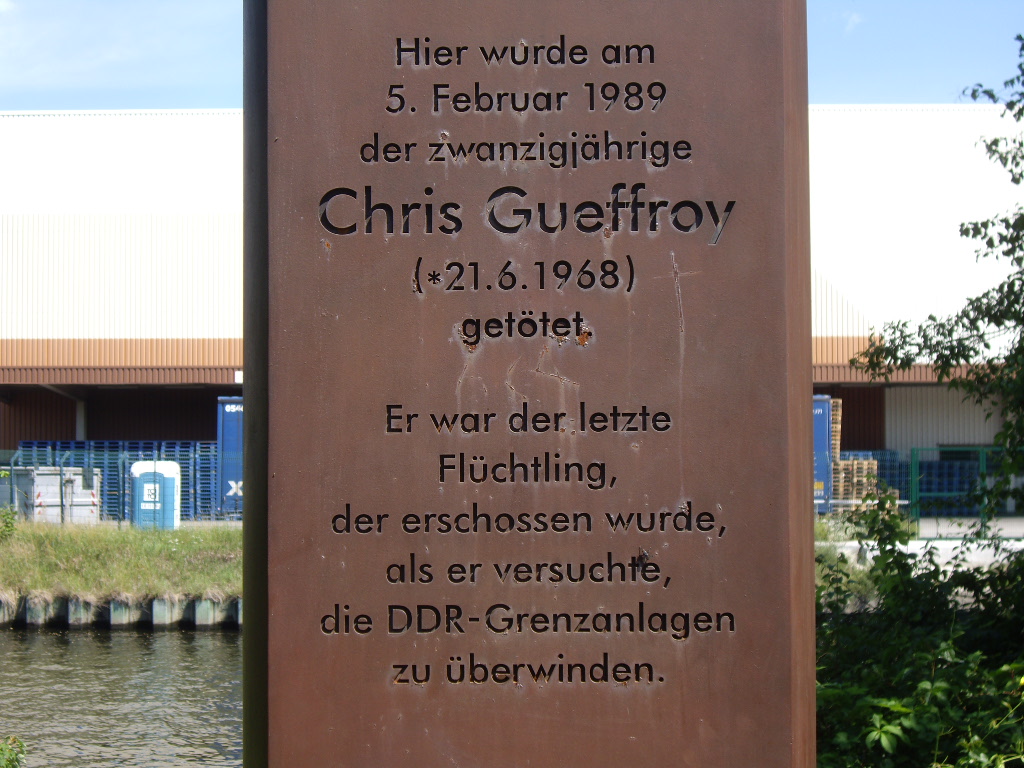 Hier wurde am
5. Februar 1989
der zwanzigjährige
Chris Gueffroy
(*21.6.1968)
getötet.
Er war der letzte
Flüchtling,
der erschossen wurde,
als er versuchte,
die DDR-Grenzanlagen
zu überwinden.